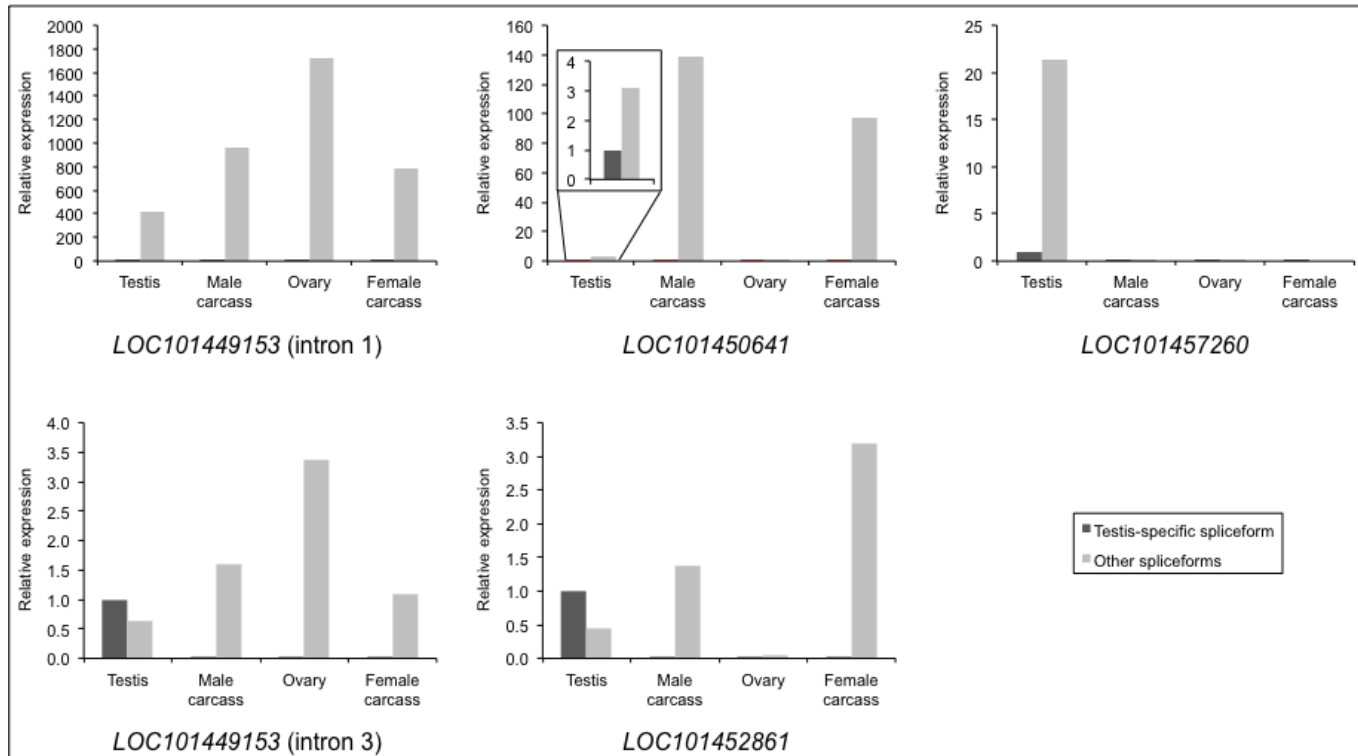 2000
1800
1600
1400
1200
1000
800
600
400
200
0
Relative expression
Testis
Male carcass
Ovary
Female carcass
LOC101449153 (intron 1)
160
140
120
100
80
60
40
20
0
Relative expression
4
3
2
1
0
Testis
Male carcass
Ovary
Female carcass
LOC101450641
25
20
15
10
5
0
Relative expression
Testis
Male carcass
Ovary
Female carcass
LOC101457260
4.0
3.5
3.0
2.5
2.0
1.5
1.0
0.5
0.0
Relative expression
Testis
Male carcass
Ovary
Female carcass
LOC101449153 (intron 3)
3.5
3.0
2.5
2.0
1.5
1.0
0.5
0.0
Relative expression
Testis
Male carcass
Ovary
Female carcass
LOC101452861
Testis-specific spliceform
Other spliceforms